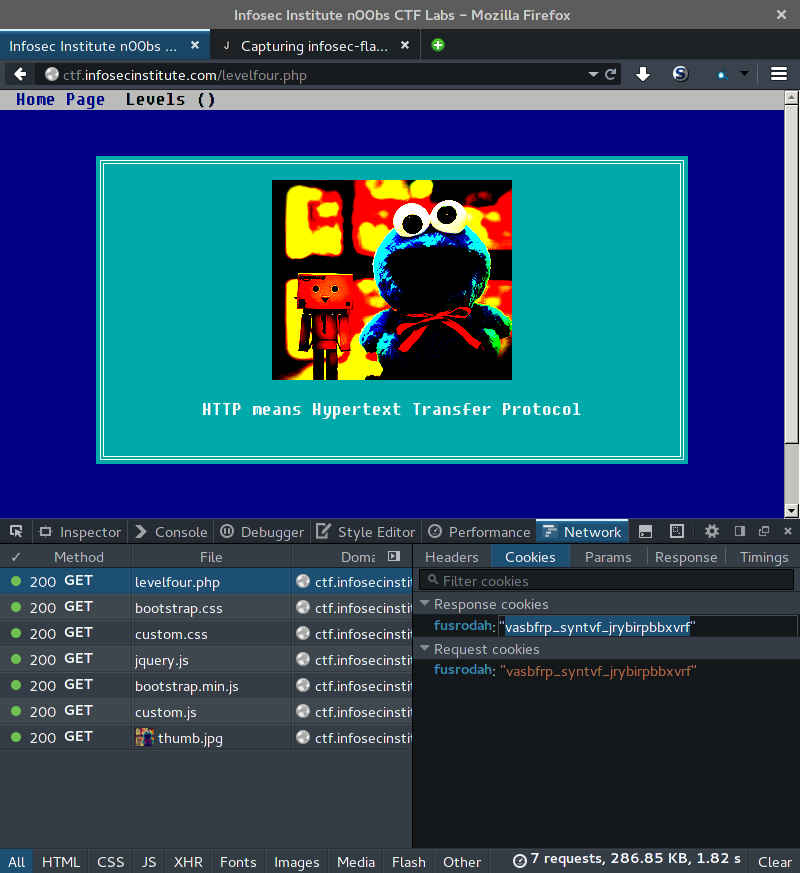 Infosec Institute n00bs CTF Labs - Mozilla Firefox
Infosec Institute n00bs ...
Capturing infosec-fla...
ctf.infosecinstitute.com/levelfour.php
Home Page Levels ()
HTTP means Hypertext Transfer Protocol
Inspector Console Debugger Style Editor Performance Network
✓ Method File Doma
Headers Cookies Params Response Timings
Filter cookies
200 GET levelfour.php ctf.infosecinstit
200 GET bootstrap.css ctf.infosecinstit
200 GET custom.css ctf.infosecinstit
200 GET jquery.js ctf.infosecinstit
200 GET bootstrap.min.js ctf.infosecinstit
200 GET custom.js ctf.infosecinstit
200 GET thumb.jpg ctf.infosecinstit
Response cookies
fusrodah: "vasbfrp_syntvf_jrybirpbbxvrf"
Request cookies
fusrodah: "vasbfrp_syntvf_jrybirpbbxvrf"
All HTML CSS JS XHR Fonts Images Media Flash Other 7 requests, 286.85 KB, 1.82 s Clear